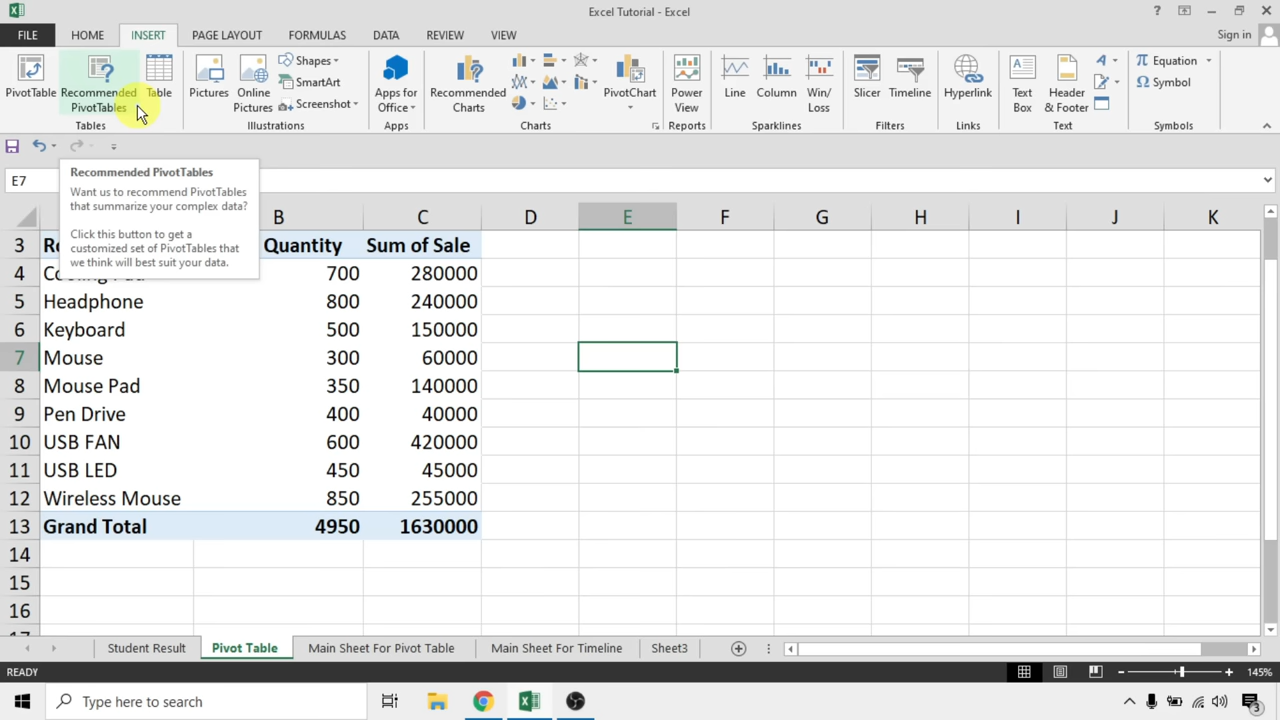 Excel Tutorial - Excel
?
FILE HOME INSERT PAGE LAYOUT FORMULAS DATA REVIEW VIEW Sign in
PivotTable
Recommended
PivotTables
Table
Tables
Pictures
Online
Pictures
Shapes
SmartArt
Screenshot
Illustrations
Apps for
Office
Apps
Recommended
Charts
PivotChart
Charts
Power
View
Reports
Line
Column
Win/
Loss
Sparklines
Slicer
Timeline
Filters
Hyperlink
Links
Text
Box
Header
& Footer
Text
Equation
Symbol
Symbols
E7
Recommended PivotTables
Want us to recommend PivotTables
that summarize your complex data?
Click this button to get a
customized set of PivotTables that
we think will best suit your data.
B C D E F G H I J K
3 Quantity Sum of Sale
4 700 280000
5 Headphone 800 240000
6 Keyboard 500 150000
7 Mouse 300 60000
8 Mouse Pad 350 140000
9 Pen Drive 400 40000
10 USB FAN 600 420000
11 USB LED 450 45000
12 Wireless Mouse 850 255000
13 Grand Total 4950 1630000
14
15
16
Student Result Pivot Table Main Sheet For Pivot Table Main Sheet For Timeline Sheet3
READY 145%
Type here to search
3